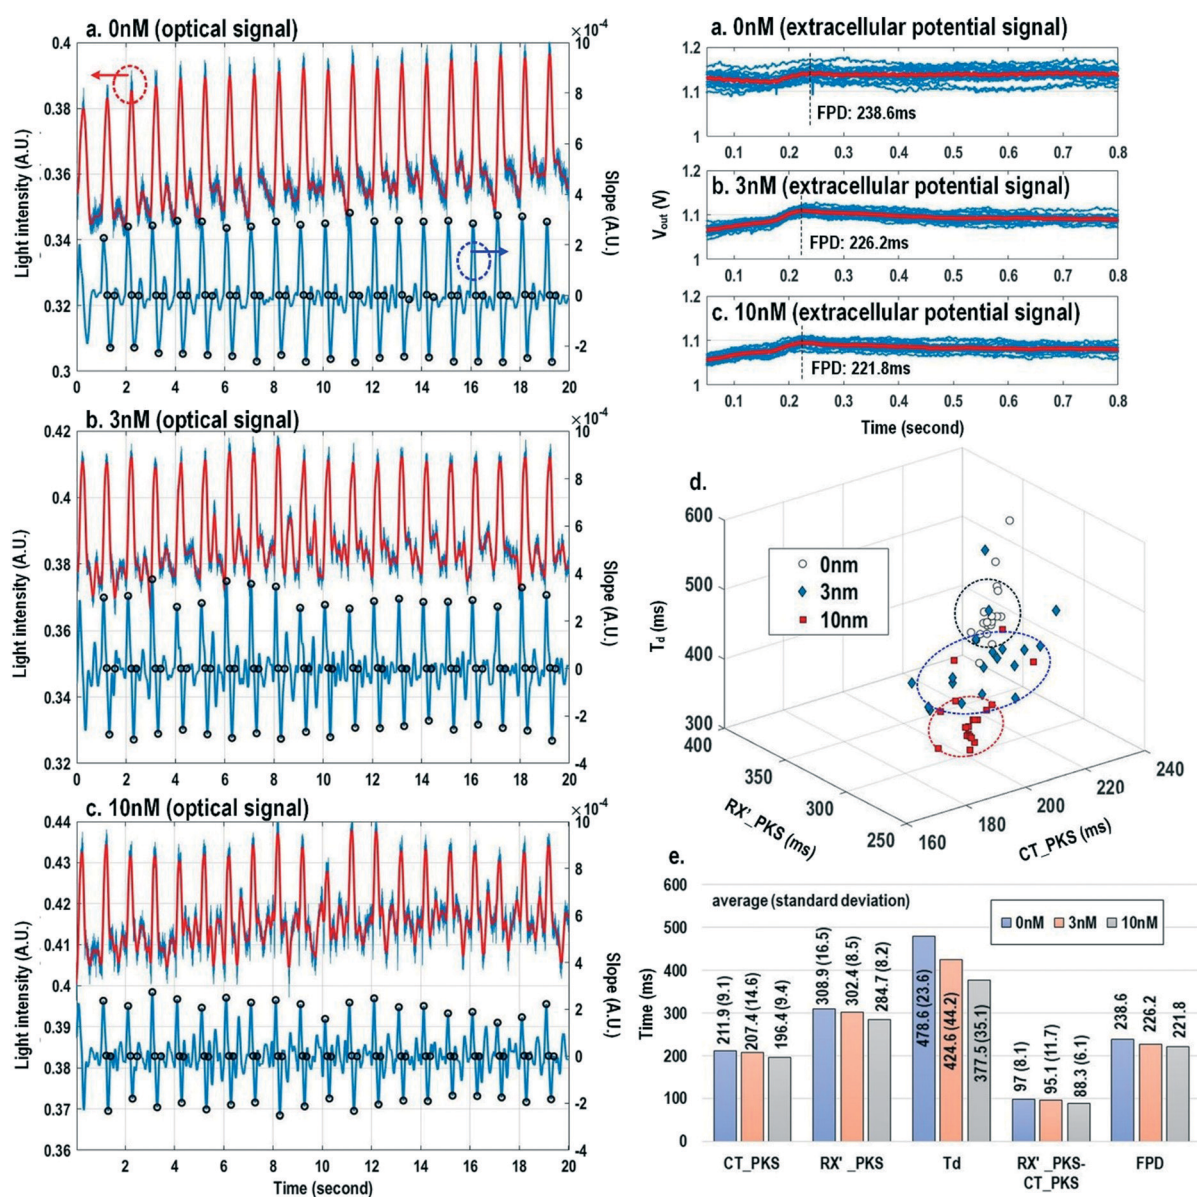 a. 0nM (optical signal)
×10⁻⁴
0.4
0.38
0.36
0.34
0.32
0.3
Light intensity (A.U.)
10
8
6
4
2
0
-2
Slope (A.U.)
0 2 4 6 8 10 12 14 16 18 20
b. 3nM (optical signal)
×10⁻⁴
0.42
0.4
0.38
0.36
0.34
0.32
Light intensity (A.U.)
10
8
6
4
2
0
-2
-4
Slope (A.U.)
2 4 6 8 10 12 14 16 18 20
c. 10nM (optical signal)
×10⁻⁴
0.44
0.43
0.42
0.41
0.4
0.39
0.38
0.37
0.36
Light intensity (A.U.)
10
8
6
4
2
0
-2
-4
Slope (A.U.)
2 4 6 8 10 12 14 16 18 20
Time (second)
a. 0nM (extracellular potential signal)
1.2
1.1
1
FPD: 238.6ms
0.1 0.2 0.3 0.4 0.5 0.6 0.7 0.8
b. 3nM (extracellular potential signal)
1.2
1.1
1
Vout (V)
FPD: 226.2ms
0.1 0.2 0.3 0.4 0.5 0.6 0.7 0.8
c. 10nM (extracellular potential signal)
1.2
1.1
1
FPD: 221.8ms
0.1 0.2 0.3 0.4 0.5 0.6 0.7 0.8
Time (second)
d.
600
500
400
300
Td (ms)
0nm
3nm
10nm
400
350
300
250
RX'_PKS (ms)
160
180
200
220
240
CT_PKS (ms)
e.
600
500
400
300
200
100
0
Time (ms)
average (standard deviation)
0nM 3nM 10nM
211.9 (9.1)
207.4 (14.6)
196.4 (9.4)
308.9 (16.5)
302.4 (8.5)
284.7 (8.2)
478.6 (23.6)
424.6 (44.2)
377.5 (35.1)
97 (8.1)
95.1 (11.7)
88.3 (6.1)
238.6
226.2
221.8
CT_PKS
RX' _PKS
Td
RX' _PKS-
CT_PKS
FPD